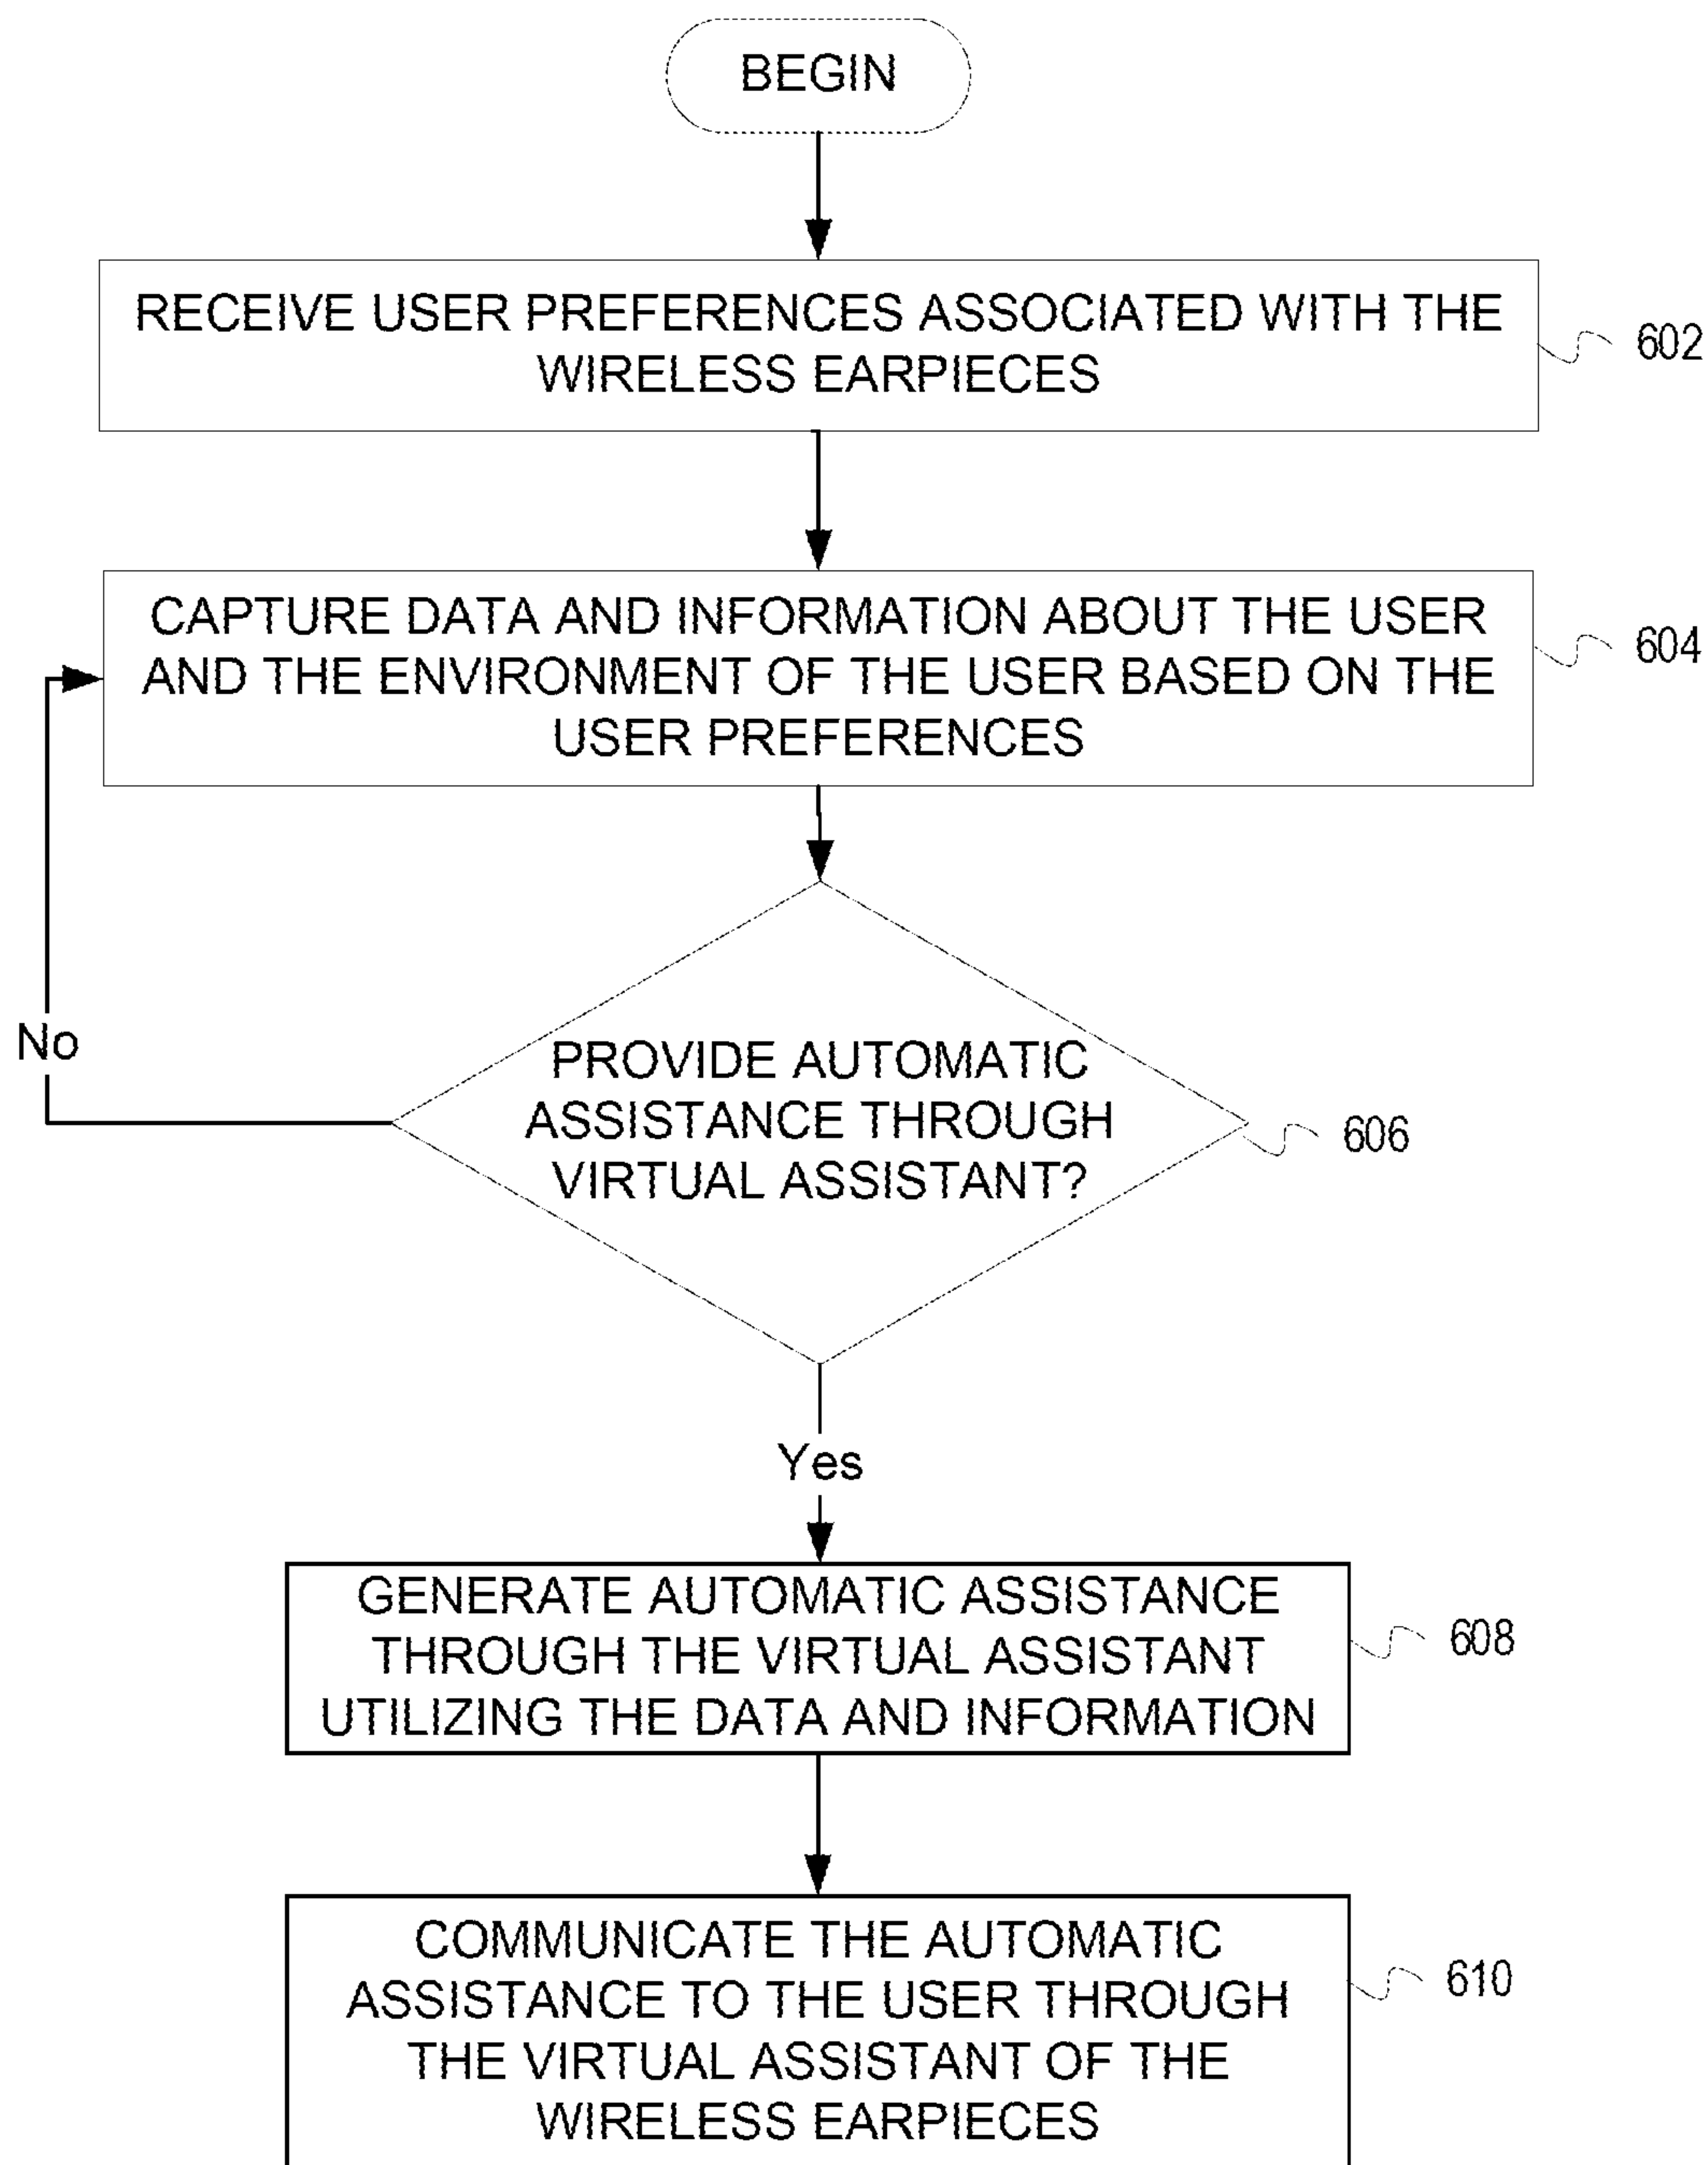 BEGIN
RECEIVE USER PREFERENCES ASSOCIATED WITH THE
WIRELESS EARPIECES
602
CAPTURE DATA AND INFORMATION ABOUT THE USER
AND THE ENVIRONMENT OF THE USER BASED ON THE
USER PREFERENCES
604
No
PROVIDE AUTOMATIC
ASSISTANCE THROUGH
VIRTUAL ASSISTANT?
606
Yes
GENERATE AUTOMATIC ASSISTANCE
THROUGH THE VIRTUAL ASSISTANT
UTILIZING THE DATA AND INFORMATION
608
COMMUNICATE THE AUTOMATIC
ASSISTANCE TO THE USER THROUGH
THE VIRTUAL ASSISTANT OF THE
WIRELESS EARPIECES
610